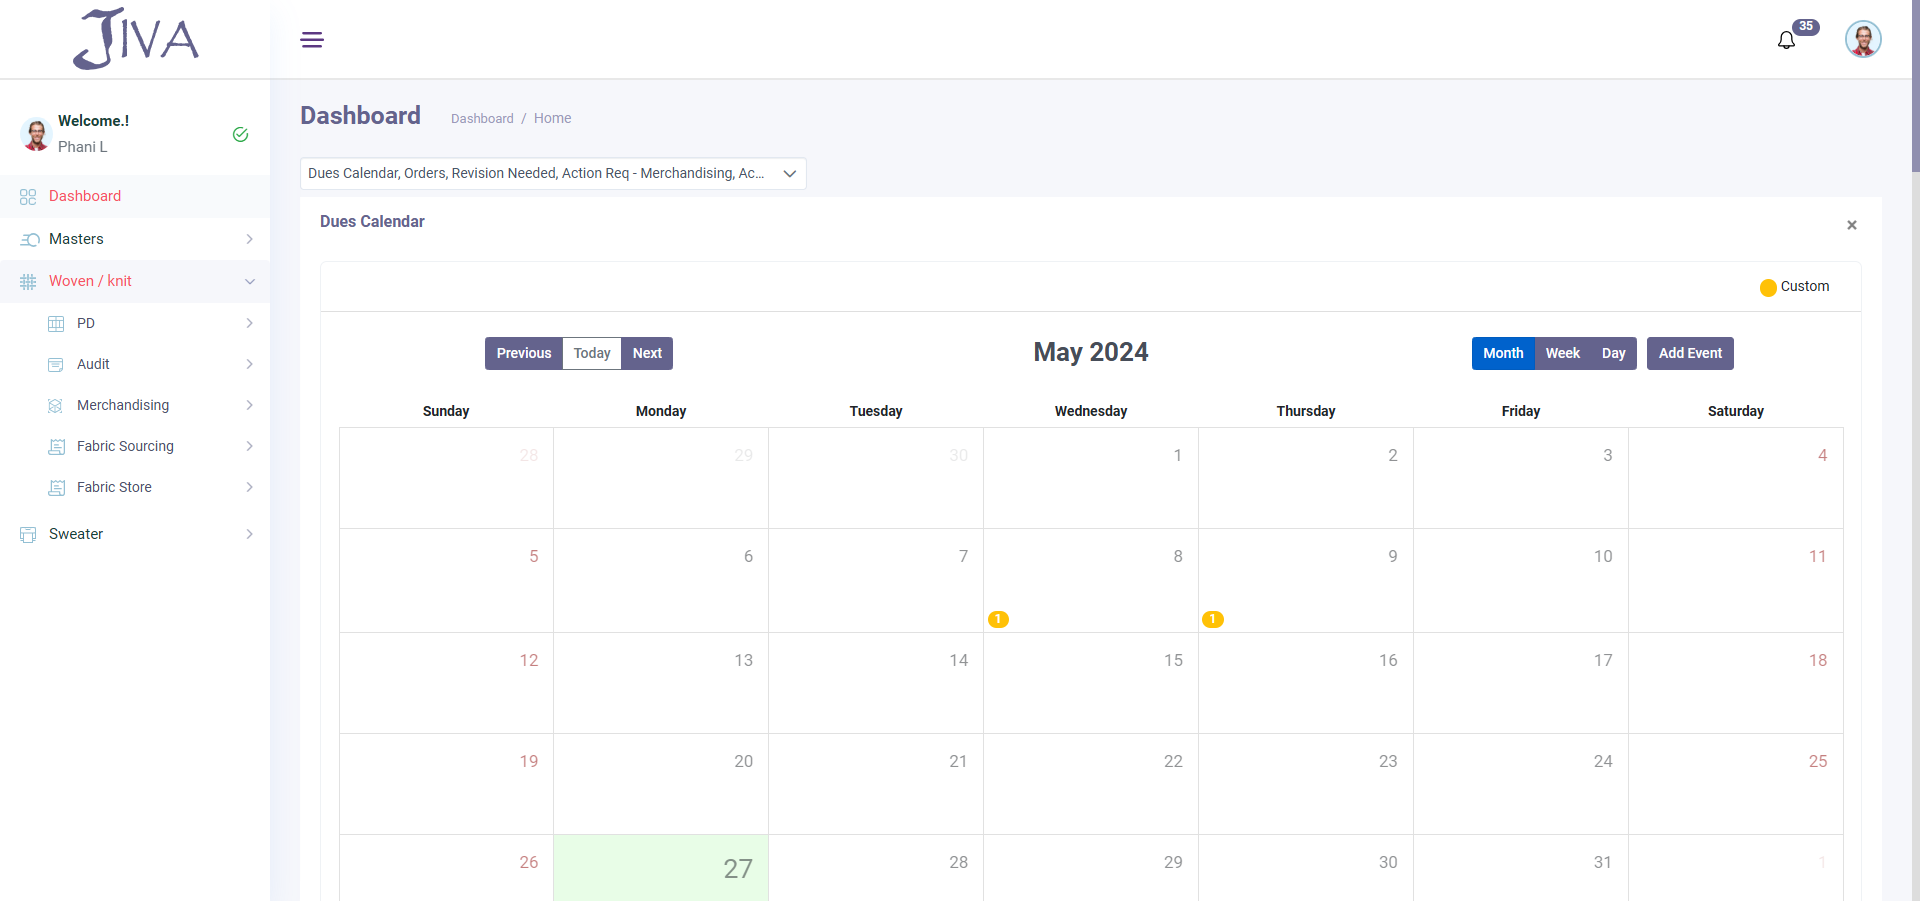 JIVA
35
Welcome.!
Phani L
Dashboard
Masters
Woven / knit
PD
Audit
Merchandising
Fabric Sourcing
Fabric Store
Sweater
Dashboard
Dashboard / Home
Dues Calendar, Orders, Revision Needed, Action Req - Merchandising, Ac...
Dues Calendar
×
Custom
Previous Today Next
May 2024
Month Week Day Add Event
Sunday Monday Tuesday Wednesday Thursday Friday Saturday
28 29 30 1 2 3 4
5 6 7 8 9 10 11
1 1
12 13 14 15 16 17 18
19 20 21 22 23 24 25
26 27 28 29 30 31 1